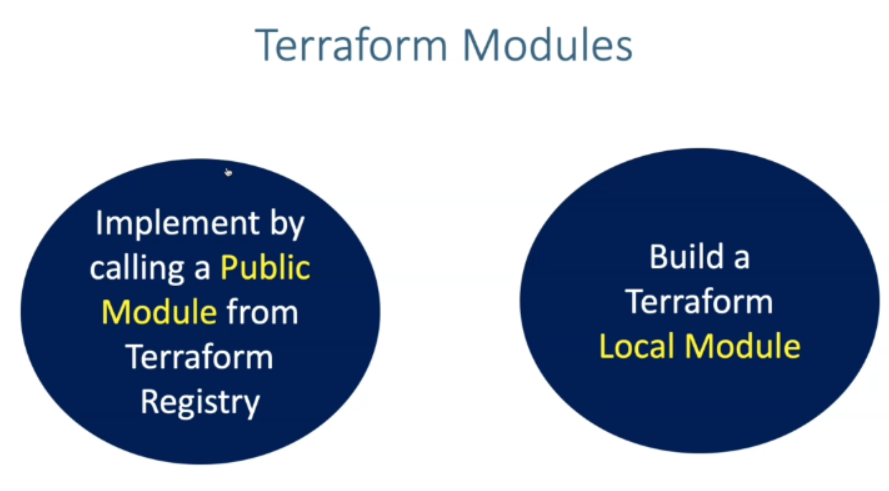 Terraform Modules
Implement by
calling a Public
Module from
Terraform
Registry
Build a
Terraform
Local Module